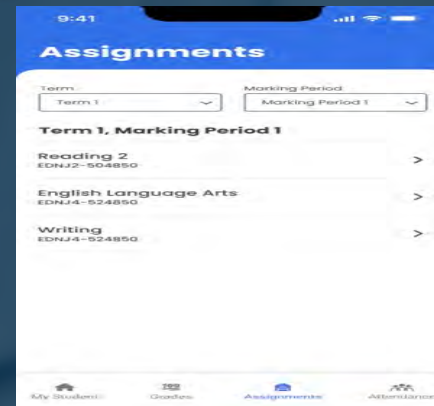 9:41
Assignments
Term
Marking Period
Term 1
Marking Period 1
Term 1, Marking Period 1
Reading 2
EDNJ2-504850
English Language Arts
EDNJ4-524850
Writing
EDNJ4-524850
My Student
Grades
Assignments
Attendance